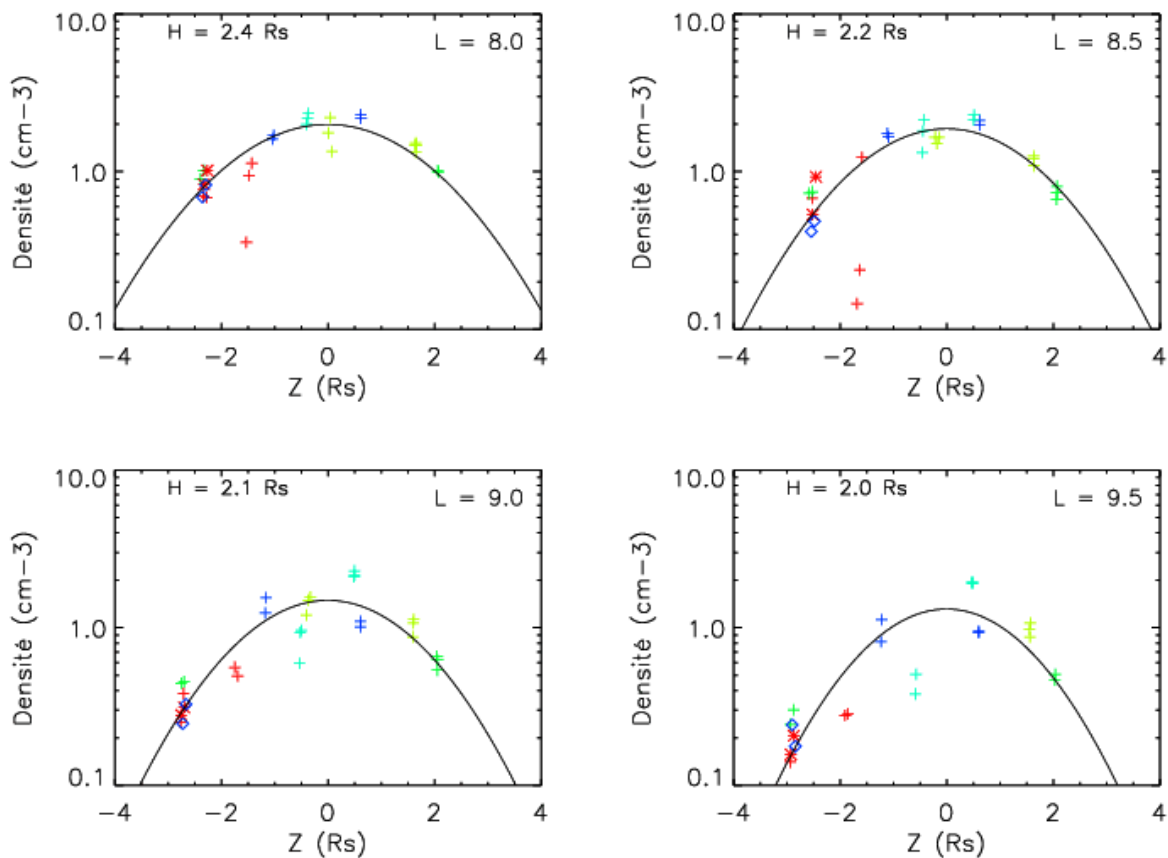 H = 2.4 Rs
L = 8.0
10.0
1.0
0.1
Densité (cm−3)
−4 −2 0 2 4
Z (Rs)
H = 2.2 Rs
L = 8.5
10.0
1.0
0.1
Densité (cm−3)
−4 −2 0 2 4
Z (Rs)
H = 2.1 Rs
L = 9.0
10.0
1.0
0.1
Densité (cm−3)
−4 −2 0 2 4
Z (Rs)
H = 2.0 Rs
L = 9.5
10.0
1.0
0.1
Densité (cm−3)
−4 −2 0 2 4
Z (Rs)